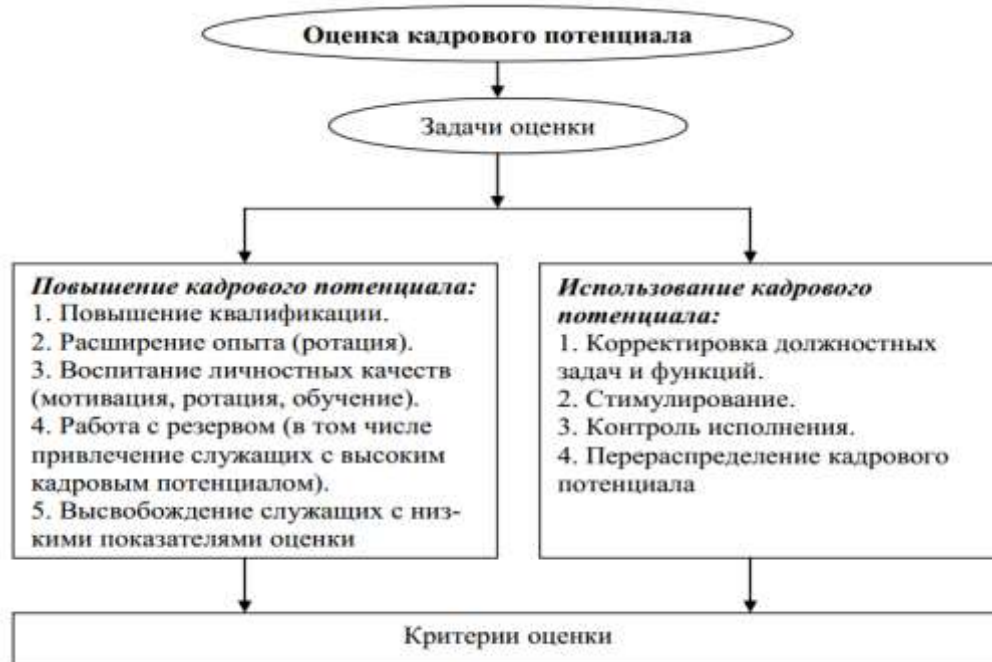 Оценка кадрового потенциала
Задачи оценки
Повышение кадрового потенциала:
1. Повышение квалификации.
2. Расширение опыта (ротация).
3. Воспитание личностных качеств
(мотивация, ротация, обучение).
4. Работа с резервом (в том числе
привлечение служащих с высоким
кадровым потенциалом).
5. Высвобождение служащих с низ-
кими показателями оценки
Использование кадрового
потенциала:
1. Корректировка должностных
задач и функций.
2. Стимулирование.
3. Контроль исполнения.
4. Перераспределение кадрового
потенциала
Критерии оценки